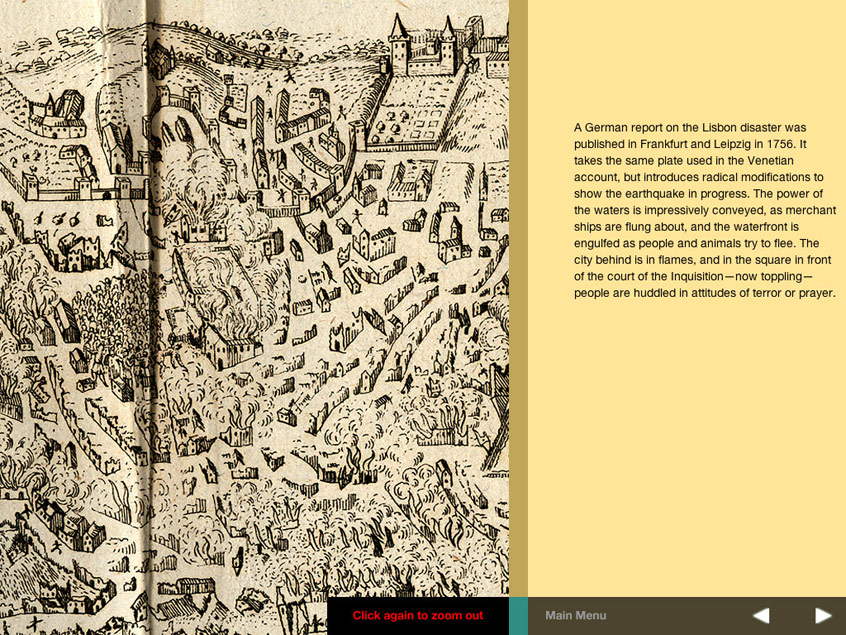 A German report on the Lisbon disaster was
published in Frankfurt and Leipzig in 1756. It
takes the same plate used in the Venetian
account, but introduces radical modifications to
show the earthquake in progress. The power of
the waters is impressively conveyed, as merchant
ships are flung about, and the waterfront is
engulfed as people and animals try to flee. The
city behind is in flames, and in the square in front
of the court of the Inquisition—now toppling—
people are huddled in attitudes of terror or prayer.
Click again to zoom out
Main Menu